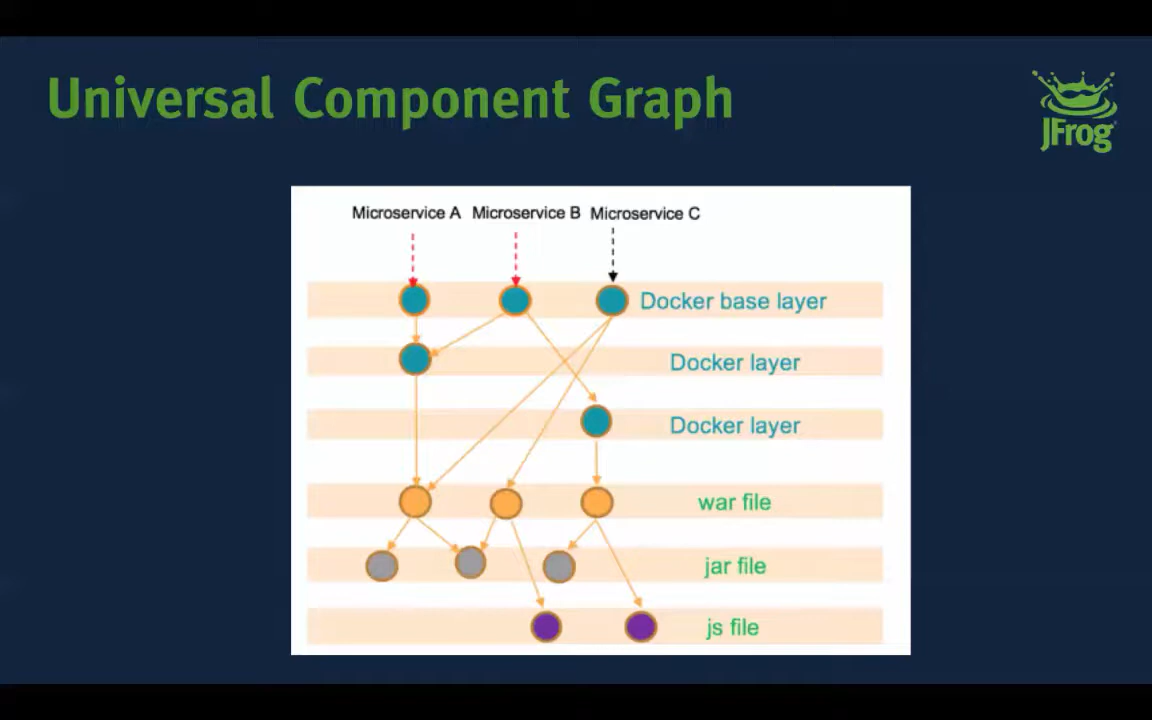 Universal Component Graph
JFrog
Microservice A Microservice B Microservice C
Docker base layer
Docker layer
Docker layer
war file
jar file
js file